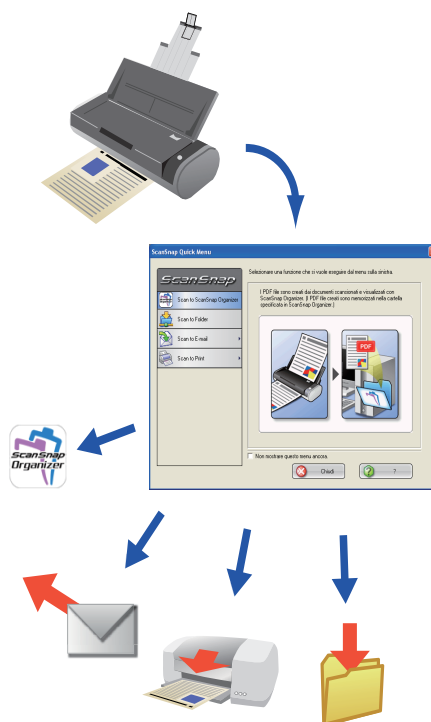 ScanSnap Quick Menu
ScanSnap
Selezionare una funzione che si vuole eseguire dal menu sulla sinistra.
Scan to ScanSnap Organizer
Scan to Folder
Scan to E-mail
Scan to Print
I PDF file sono creati dai documenti scansionati e visualizzati con
ScanSnap Organizer. (I PDF file creati sono memorizzati nella cartella
specificata in ScanSnap Organizer.)
PDF
Non mostrare questo menu ancora.
Chiudi
?
ScanSnap
Organizer